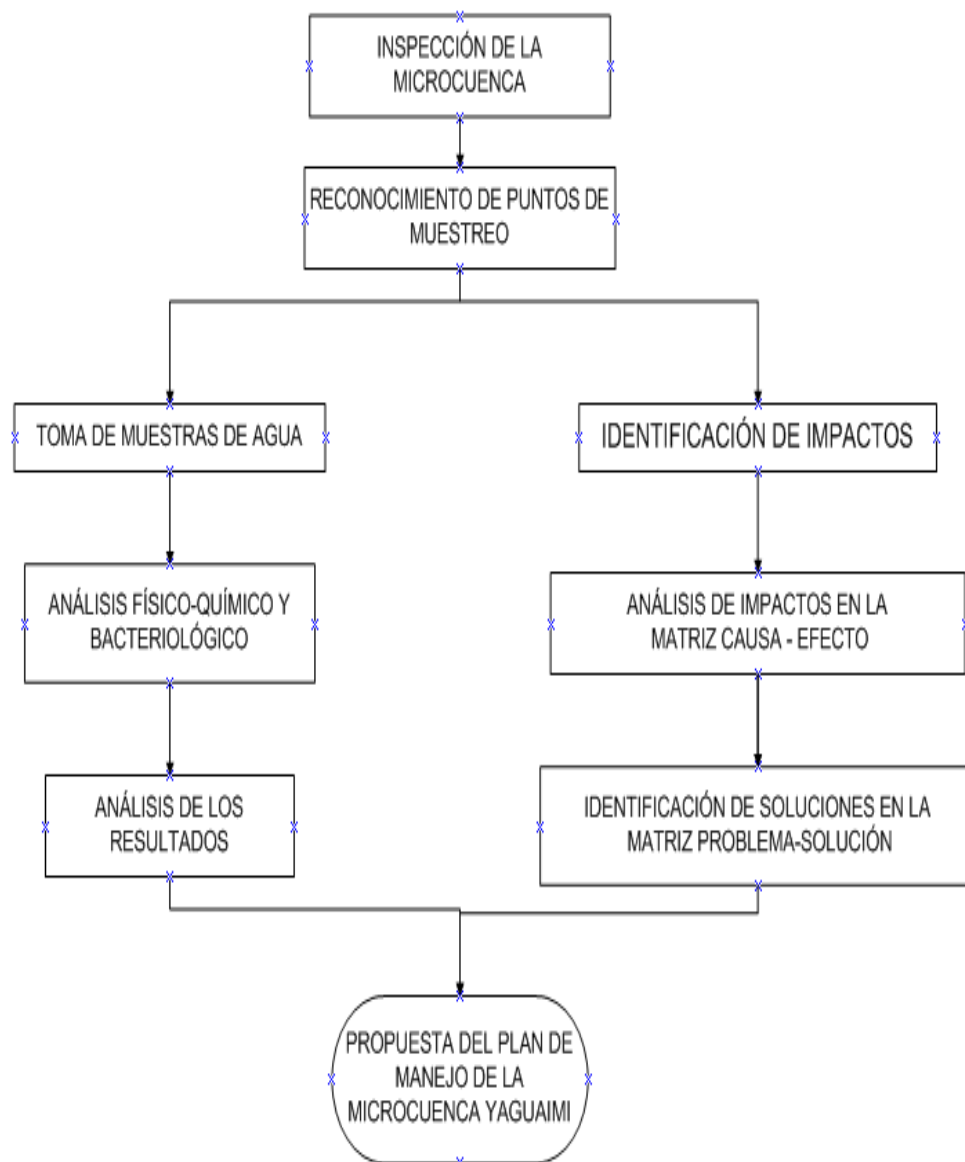 INSPECCIÓN DE LA
MICROCUENCA
RECONOCIMIENTO DE PUNTOS DE
MUESTREO
TOMA DE MUESTRAS DE AGUA
IDENTIFICACIÓN DE IMPACTOS
ANÁLISIS FÍSICO-QUÍMICO Y
BACTERIOLÓGICO
ANÁLISIS DE IMPACTOS EN LA
MATRIZ CAUSA - EFECTO
ANÁLISIS DE LOS
RESULTADOS
IDENTIFICACIÓN DE SOLUCIONES EN LA
MATRIZ PROBLEMA-SOLUCIÓN
PROPUESTA DEL PLAN DE
MANEJO DE LA
MICROCUENCA YAGUAIMI